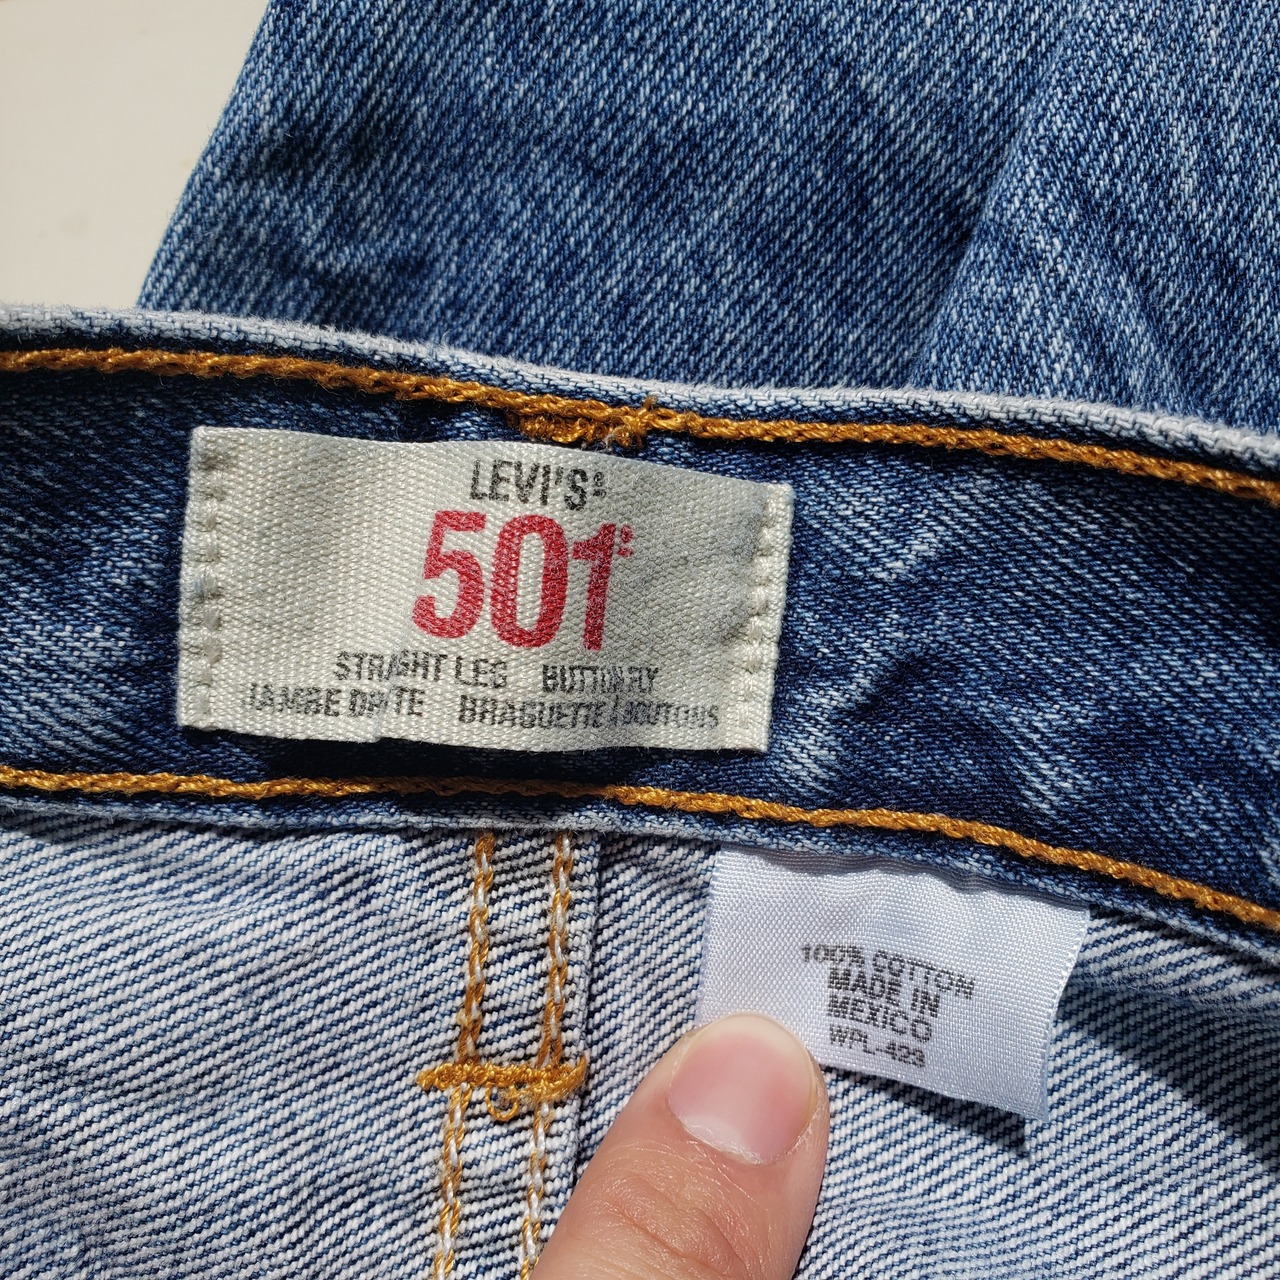 LEVI'S®
501®
STRAIGHT LEG BUTTON FLY
JAMBE DROITE BRAGUETTE / BOUTONS
100% COTTON
MADE IN
MEXICO
WPL-423